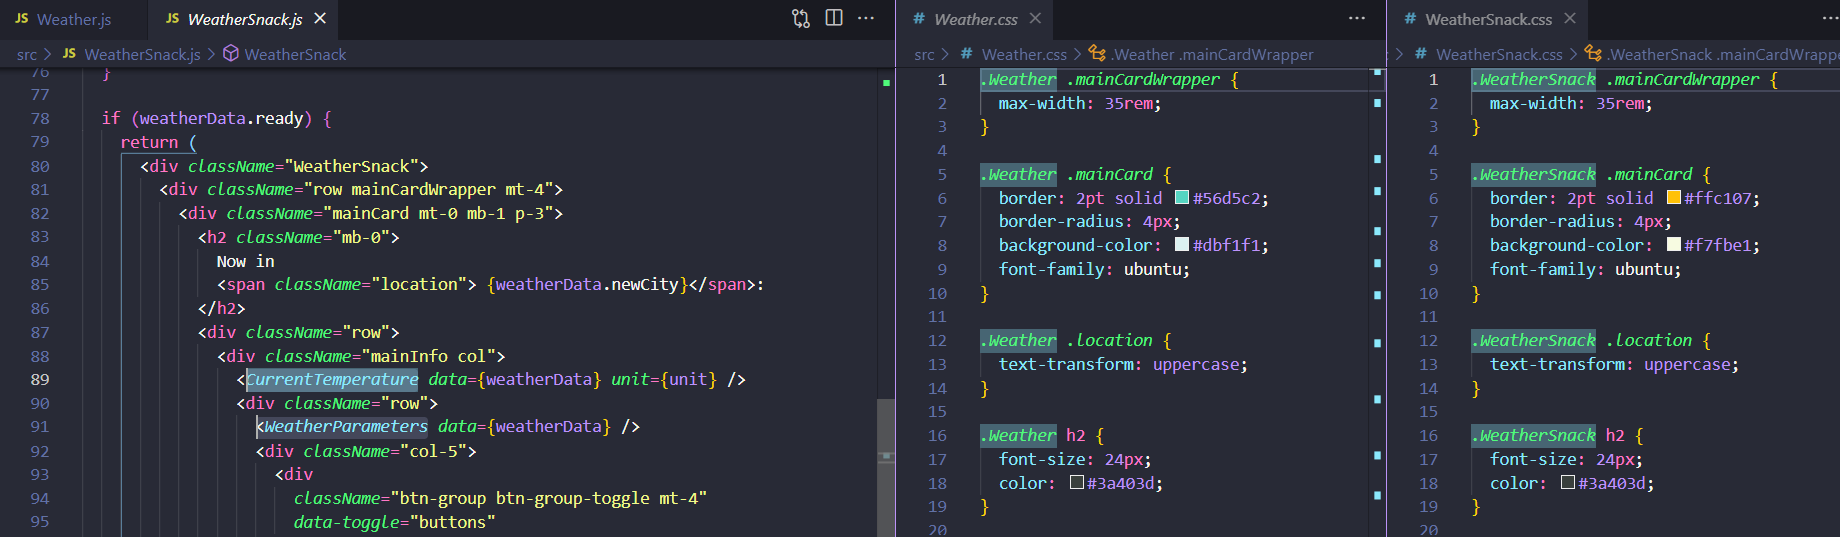 JS Weather.js
JS WeatherSnack.js
src > JS WeatherSnack.js > WeatherSnack
76 }
77
78 if (weatherData.ready) {
79 return (
80 <div className="WeatherSnack">
81 <div className="row mainCardWrapper mt-4">
82 <div className="mainCard mt-0 mb-1 p-3">
83 <h2 className="mb-0">
84 Now in
85 <span className="location"> {weatherData.newCity}</span>:
86 </h2>
87 <div className="row">
88 <div className="mainInfo col">
89 <CurrentTemperature data={weatherData} unit={unit} />
90 <div className="row">
91 <WeatherParameters data={weatherData} />
92 <div className="col-5">
93 <div
94 className="btn-group btn-group-toggle mt-4"
95 data-toggle="buttons"
# Weather.css
src > # Weather.css > .Weather .mainCardWrapper
1 .Weather .mainCardWrapper {
2 max-width: 35rem;
3 }
4
5 .Weather .mainCard {
6 border: 2pt solid #56d5c2;
7 border-radius: 4px;
8 background-color: #dbf1f1;
9 font-family: ubuntu;
10 }
11
12 .Weather .location {
13 text-transform: uppercase;
14 }
15
16 .Weather h2 {
17 font-size: 24px;
18 color: #3a403d;
19 }
20
# WeatherSnack.css
> # WeatherSnack.css > .WeatherSnack .mainCardWrappe
1 .WeatherSnack .mainCardWrapper {
2 max-width: 35rem;
3 }
4
5 .WeatherSnack .mainCard {
6 border: 2pt solid #ffc107;
7 border-radius: 4px;
8 background-color: #f7fbe1;
9 font-family: ubuntu;
10 }
11
12 .WeatherSnack .location {
13 text-transform: uppercase;
14 }
15
16 .WeatherSnack h2 {
17 font-size: 24px;
18 color: #3a403d;
19 }
20